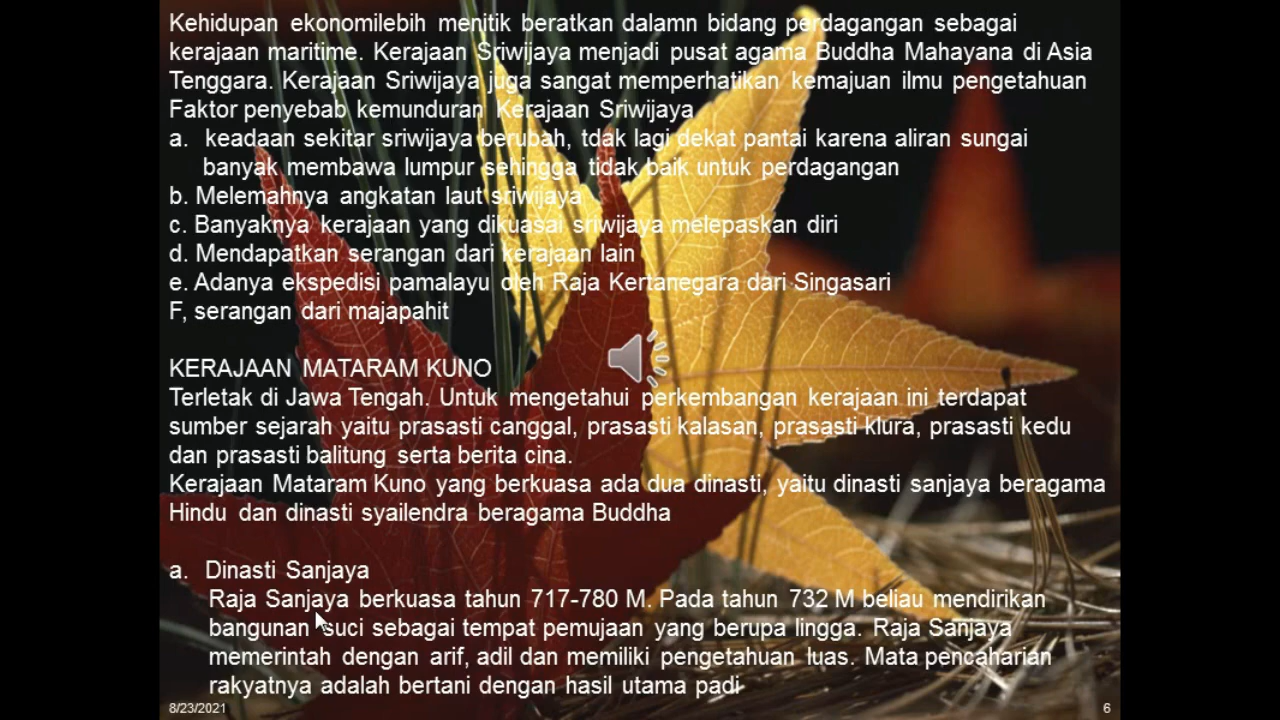 Kehidupan ekonomilebih menitik beratkan dalamn bidang perdagangan sebagai
kerajaan maritime. Kerajaan Sriwijaya menjadi pusat agama Buddha Mahayana di Asia
Tenggara. Kerajaan Sriwijaya juga sangat memperhatikan kemajuan ilmu pengetahuan
Faktor penyebab kemunduran Kerajaan Sriwijaya
a. keadaan sekitar sriwijaya berubah, tdak lagi dekat pantai karena aliran sungai
banyak membawa lumpur sehingga tidak baik untuk perdagangan
b. Melemahnya angkatan laut sriwijaya
c. Banyaknya kerajaan yang dikuasai sriwijaya melepaskan diri
d. Mendapatkan serangan dari kerajaan lain
e. Adanya ekspedisi pamalayu oleh Raja Kertanegara dari Singasari
F, serangan dari majapahit
KERAJAAN MATARAM KUNO
Terletak di Jawa Tengah. Untuk mengetahui perkembangan kerajaan ini terdapat
sumber sejarah yaitu prasasti canggal, prasasti kalasan, prasasti klura, prasasti kedu
dan prasasti balitung serta berita cina.
Kerajaan Mataram Kuno yang berkuasa ada dua dinasti, yaitu dinasti sanjaya beragama
Hindu dan dinasti syailendra beragama Buddha
a. Dinasti Sanjaya
Raja Sanjaya berkuasa tahun 717-780 M. Pada tahun 732 M beliau mendirikan
bangunan suci sebagai tempat pemujaan yang berupa lingga. Raja Sanjaya
memerintah dengan arif, adil dan memiliki pengetahuan luas. Mata pencaharian
rakyatnya adalah bertani dengan hasil utama padi
8/23/2021
6